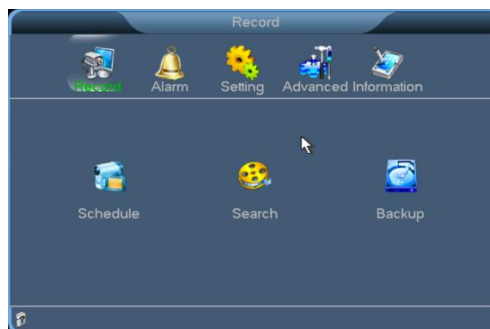 Record
Record Alarm Setting Advanced Information
Schedule Search Backup